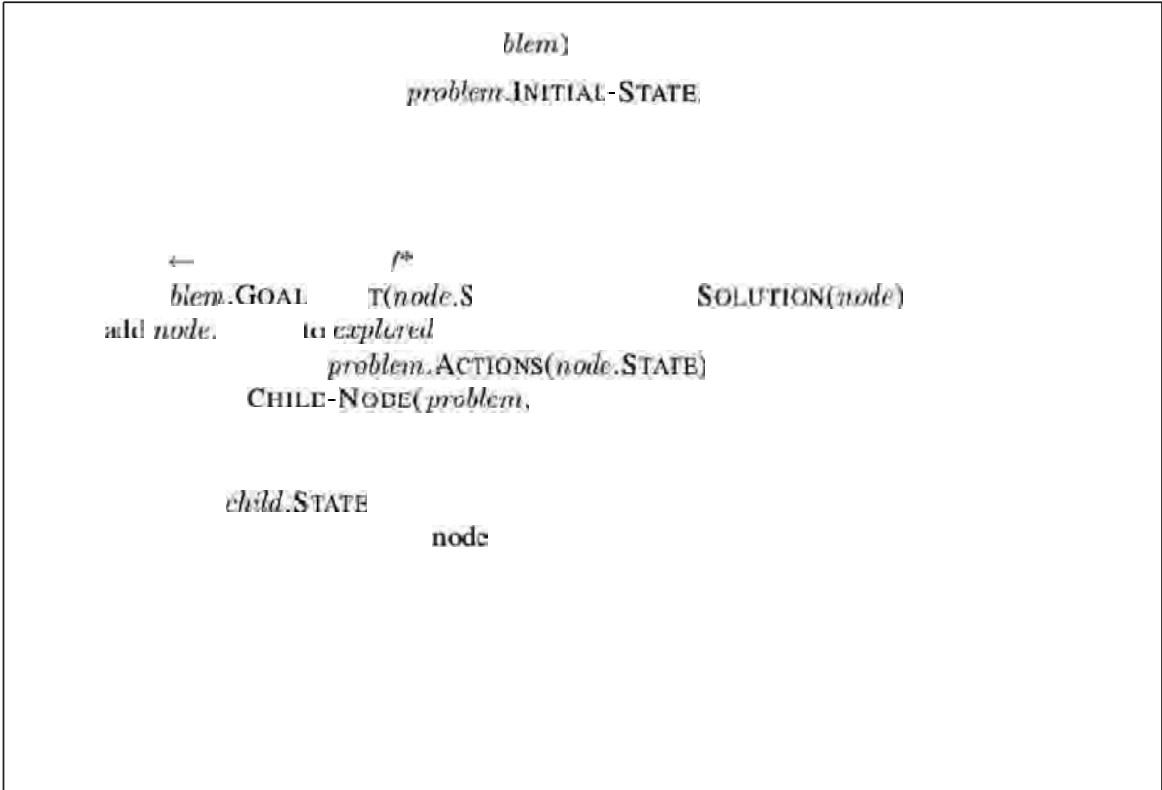 blem)
problem.INITIAL-STATE
← /*
blem.GOAL T(node.S SOLUTION(node)
add node. to explored
problem.ACTIONS(node.STATE)
CHILD-NODE(problem,
child.STATE
node